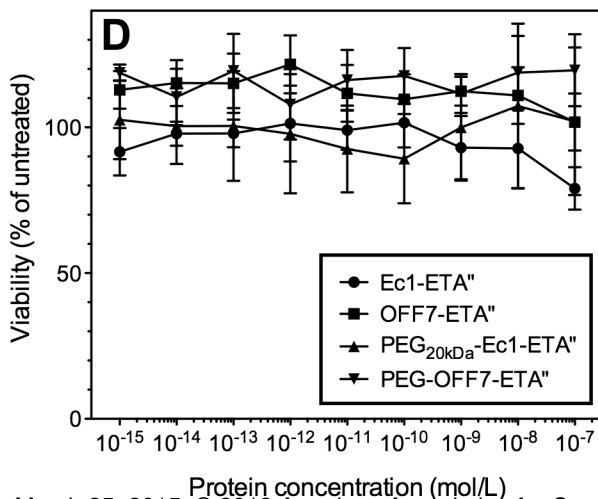 D
Viability (% of untreated)
100
50
0
Ec1-ETA"
OFF7-ETA"
PEG20kDa-Ec1-ETA"
PEG-OFF7-ETA"
10-15 10-14 10-13 10-12 10-11 10-10 10-9 10-8 10-7
Protein concentration (mol/L)